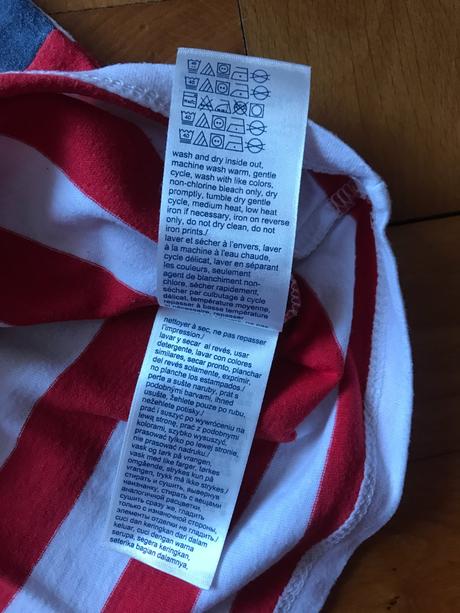 wash and dry inside out,
machine wash warm, gentle
cycle, wash with like colors,
non-chlorine bleach only, dry
promptly, tumble dry gentle
cycle, medium heat, low heat
iron if necessary, iron on reverse
only, do not dry clean, do not
iron prints./
laver et sécher à l'envers, laver
à la machine à l'eau chaude,
cycle délicat, laver en séparant
les couleurs, seulement
agent de blanchiment non-
chlore, sécher rapidement,
sécher par culbutage à cycle
délicat, température moyenne,
repasser à basse température
nettoyer à sec, ne pas repasser
l'impression./
lavar y secar al revés, usar
detergente, lavar con colores
similares, secar pronto, planchar
del revés solamente, exprimir,
no planche los estampados./
perte a sušte naruby, prát s
podobnými barvami, ihned
usušte, žehlete pouze po rubu,
nežehlete potisky./
prać i suszyć po wywróceniu na
drugą stronę, prać z podobnymi
kolorami, szybko wysuszyć,
prasować tylko po lewej stronie,
nie prasować nadruku./
vask og tørk på vrangen,
vask med like farger, tørkes
omgående, strykes kun på
vrangen, trykk må ikke strykes./
стирать и сушить, вывернув
наизнанку, стирать с вещами
аналогичной расцветки,
сушить сразу же, гладить
только с изнаночной стороны,
элементы отделки не гладить./
cuci dan keringkan dari dalam
keluar, cuci dengan warna
serupa, segera keringkan,
seterika bagian dalamnya,